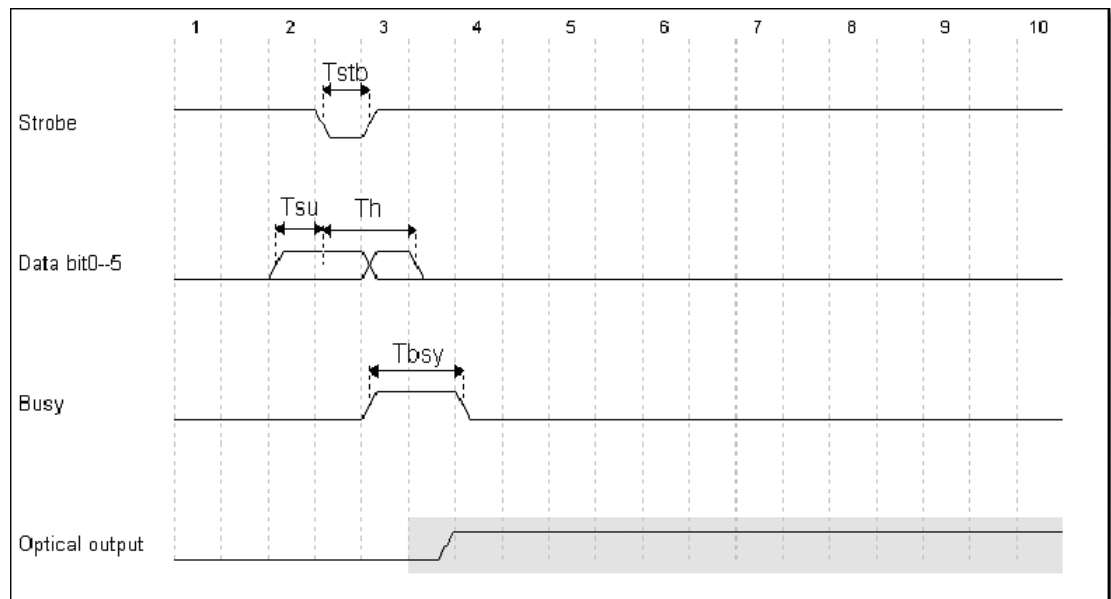 1 2 3 4 5 6 7 8 9 10
Tstb
Strobe
Tsu Th
Data bit0--5
Tbsy
Busy
Optical output